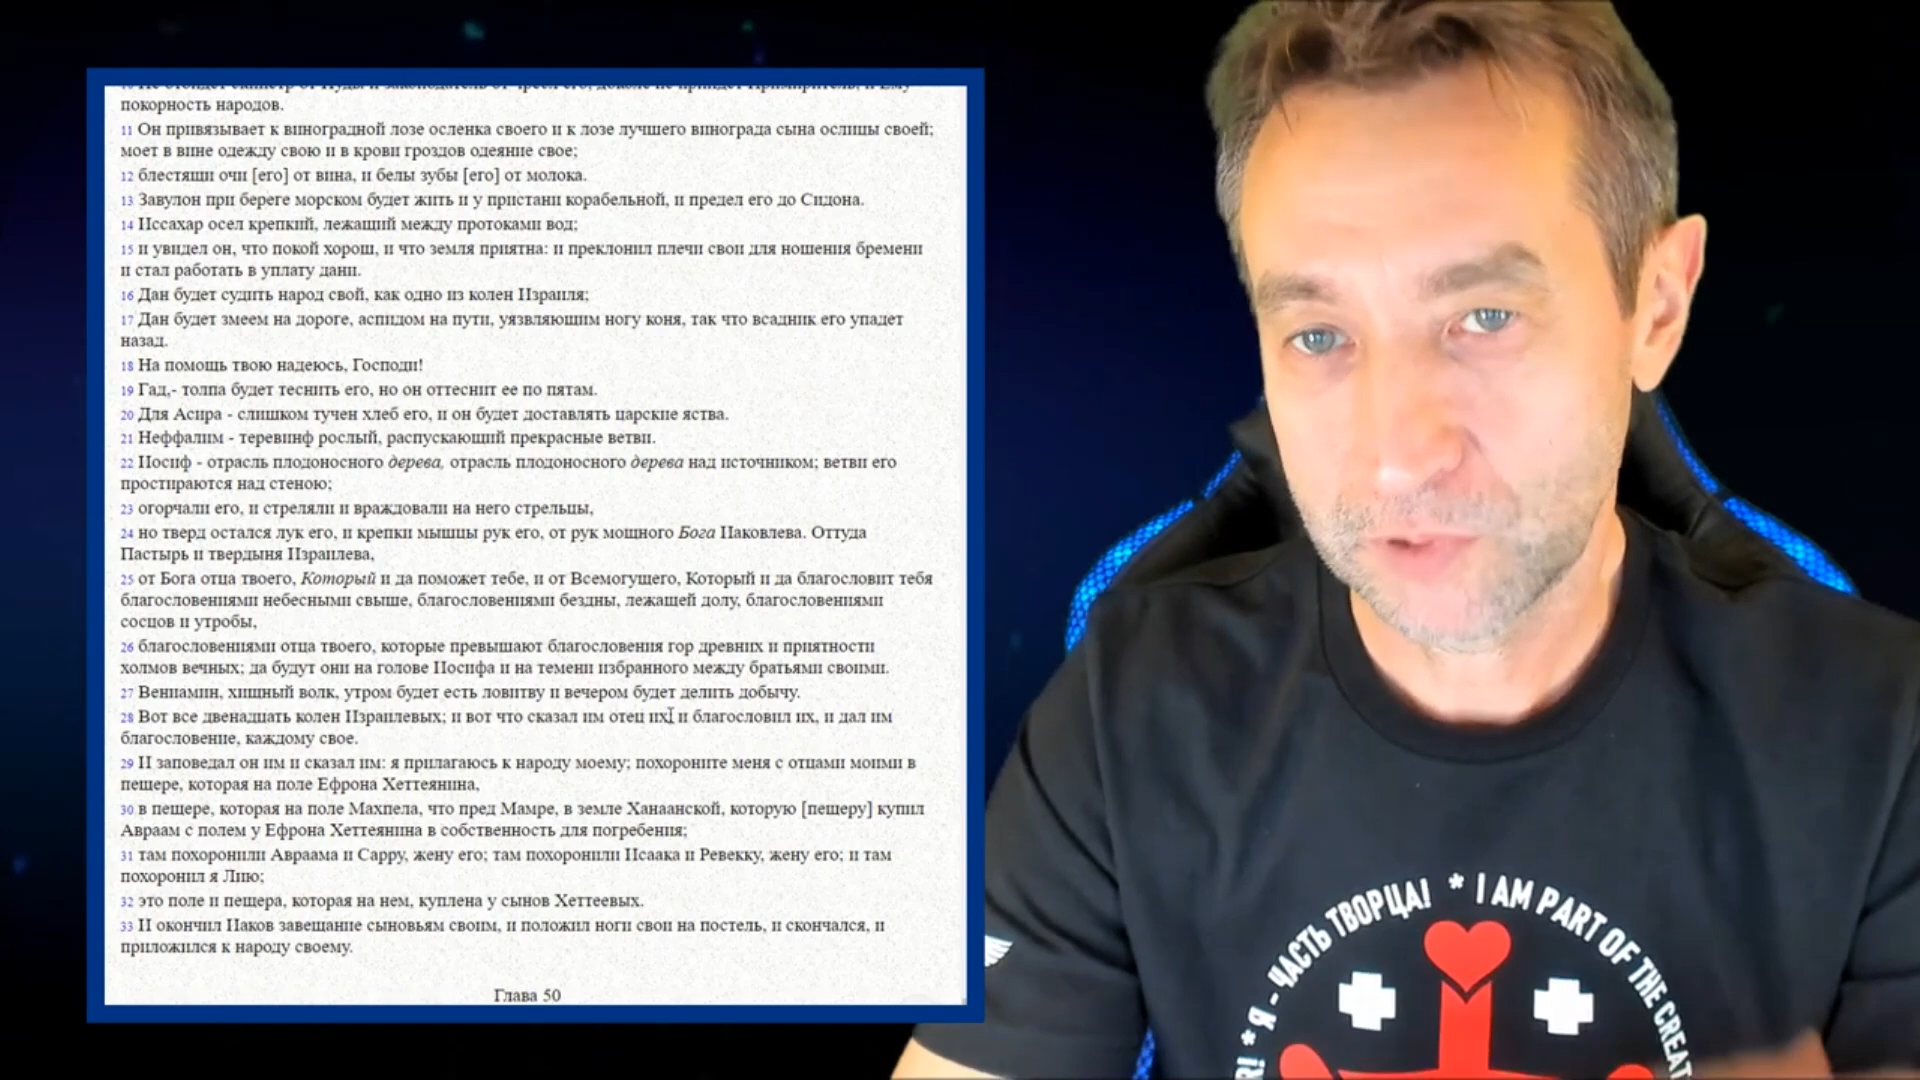 покорность народов.
11 Он привязывает к виноградной лозе осленка своего и к лозе лучшего винограда сына ослицы своей;
моет в вине одежду свою и в крови гроздов одеяние свое;
12 блестящи очи [его] от вина, и белы зубы [его] от молока.
13 Завулон при береге морском будет жить и у пристани корабельной, и предел его до Сидона.
14 Иссахар осел крепкий, лежащий между протоками вод;
15 и увидел он, что покой хорош, и что земля приятна: и преклонил плечи свои для ношения бремени
и стал работать в уплату дани.
16 Дан будет судить народ свой, как одно из колен Израиля;
17 Дан будет змеем на дороге, аспидом на пути, уязвляющим ногу коня, так что всадник его упадет
назад.
18 На помощь твою надеюсь, Господи!
19 Гад,- толпа будет теснить его, но он оттеснит ее по пятам.
20 Для Асира - слишком тучен хлеб его, и он будет доставлять царские яства.
21 Неффалим - теревинф рослый, распускающий прекрасные ветви.
22 Иосиф - отрасль плодоносного дерева, отрасль плодоносного дерева над источником; ветви его
простираются над стеною;
23 огорчали его, и стреляли и враждовали на него стрельцы,
24 но тверд остался лук его, и крепки мышцы рук его, от рук мощного Бога Иаковлева. Оттуда
Пастырь и твердыня Израилева,
25 от Бога отца твоего, Который и да поможет тебе, и от Всемогущего, Который и да благословит тебя
благословениями небесными свыше, благословениями бездны, лежащей долу, благословениями
сосцов и утробы,
26 благословениями отца твоего, которые превышают благословения гор древних и приятности
холмов вечных; да будут они на голове Иосифа и на темени избранного между братьями своими.
27 Вениамин, хищный волк, утром будет есть ловитву и вечером будет делить добычу.
28 Вот все двенадцать колен Израилевых; и вот что сказал им отец их; и благословил их, и дал им
благословение, каждому свое.
29 И заповедал он им и сказал им: я прилагаюсь к народу моему; похороните меня с отцами моими в
пещере, которая на поле Ефрона Хеттеянина,
30 в пещере, которая на поле Махпела, что пред Мамре, в земле Ханаанской, которую [пещеру] купил
Авраам с полем у Ефрона Хеттеянина в собственность для погребения;
31 там похоронили Авраама и Сарру, жену его; там похоронили Исаака и Ревекку, жену его; и там
похоронил я Лию;
32 это поле и пещера, которая на нем, куплена у сынов Хеттеевых.
33 И окончил Иаков завещание сыновьям своим, и положил ноги свои на постель, и скончался, и
приложился к народу своему.
Глава 50
* Я - ЧАСТЬ ТВОРЦА! * I AM PART OF THE